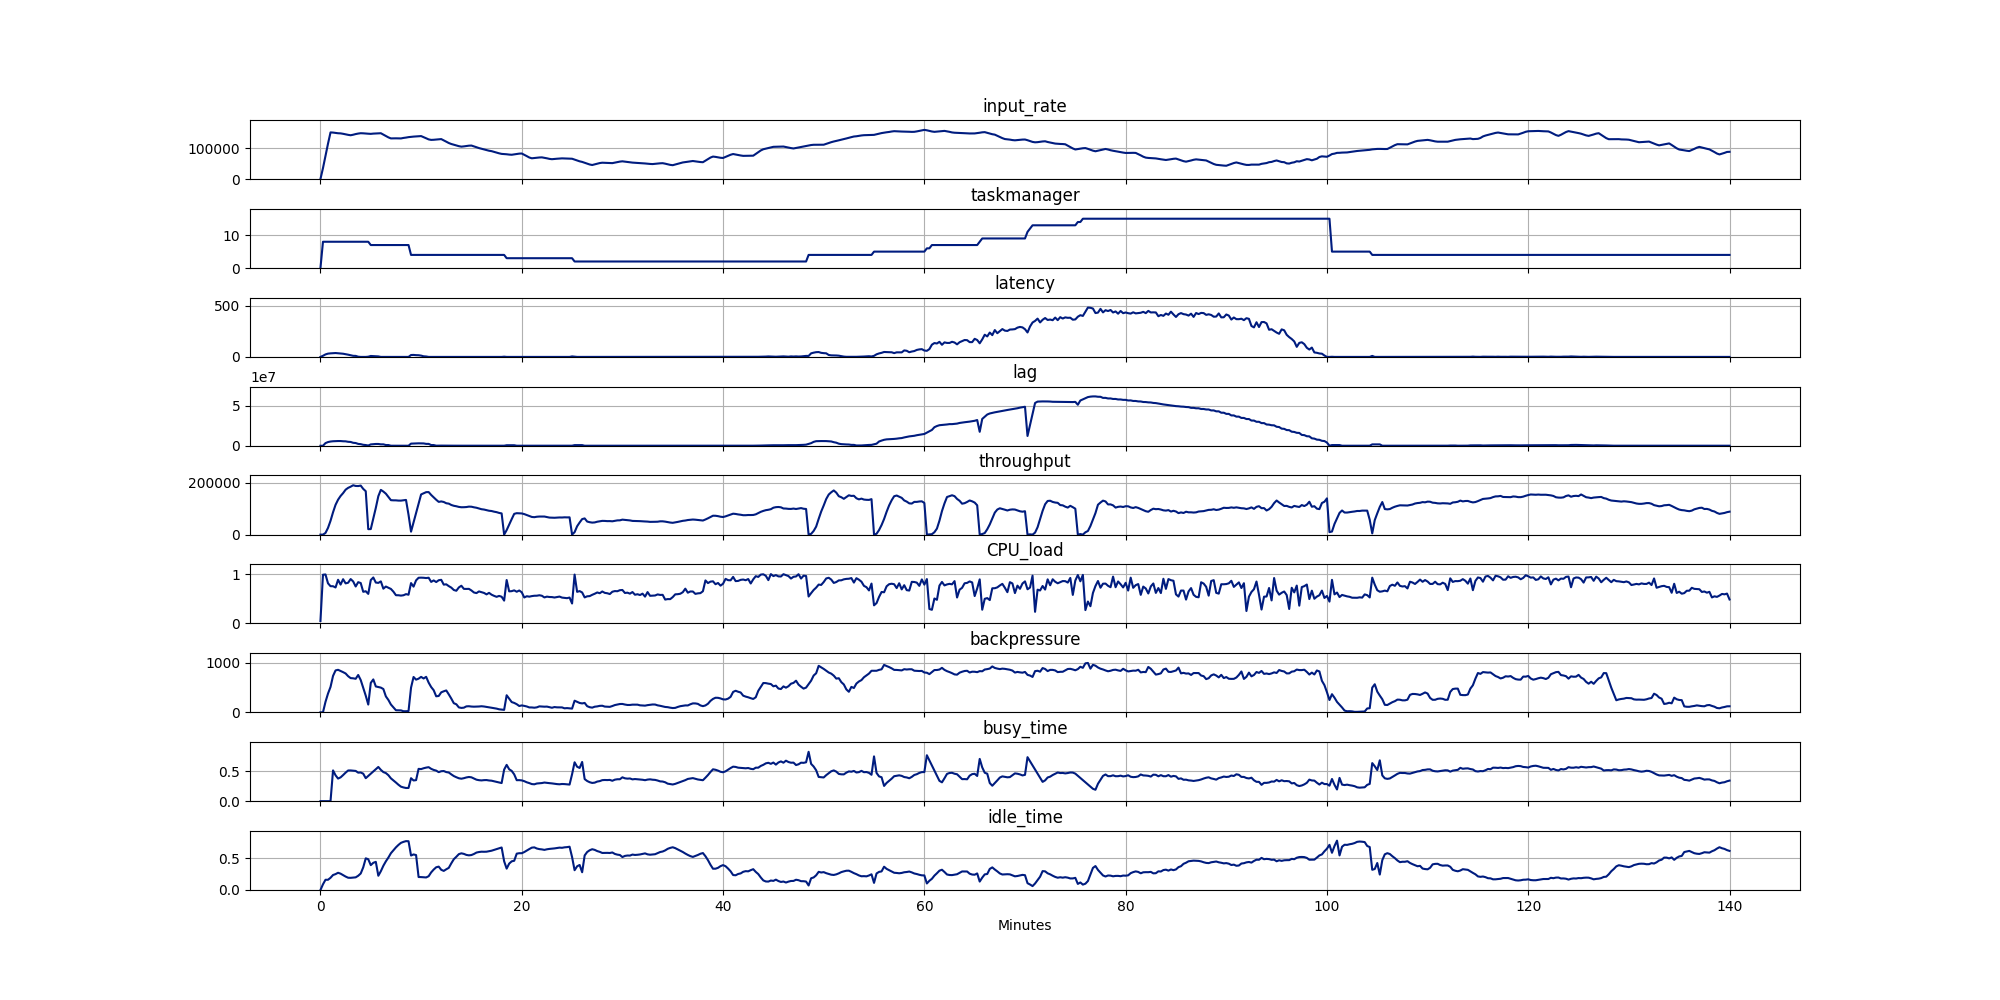 input_rate
100000
0
taskmanager
10
0
latency
500
0
1e7
lag
5
0
throughput
200000
0
CPU_load
1
0
backpressure
1000
0
busy_time
0.5
0.0
idle_time
0.5
0.0
0 20 40 60 80 100 120 140
Minutes